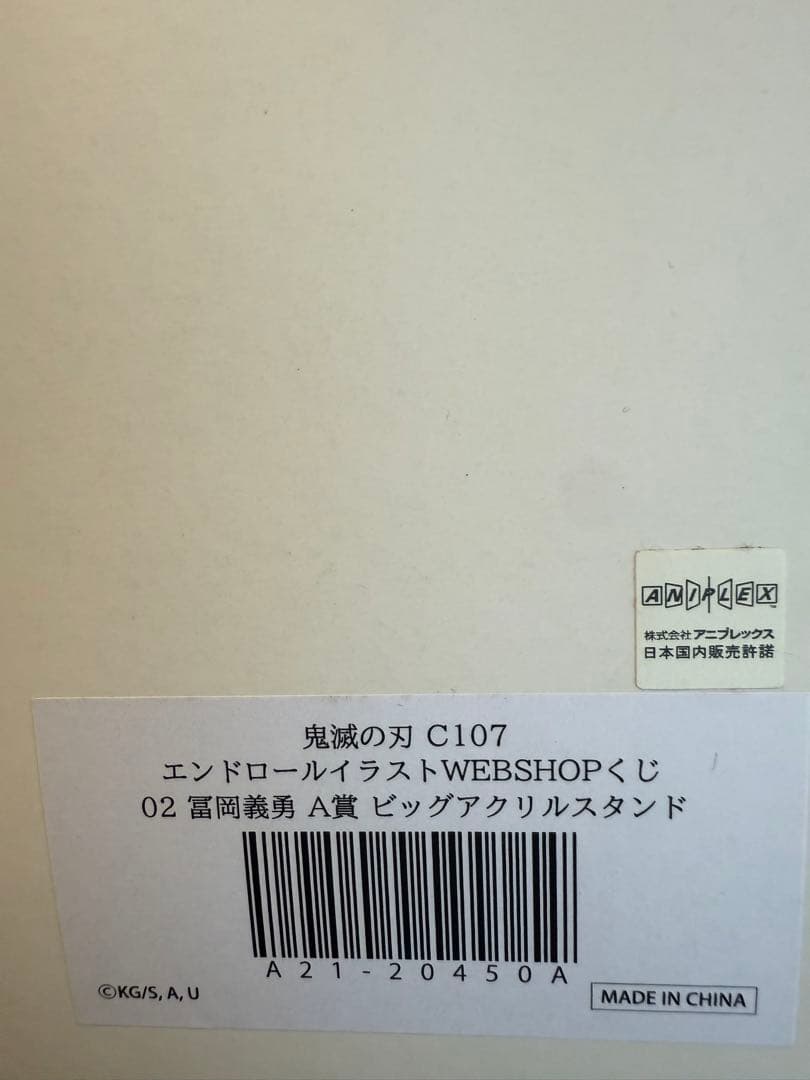 ANIPLEX
株式会社アニプレックス
日本国内販売許諾
鬼滅の刃 C107
エンドロールイラストWEBSHOPくじ
02 冨岡義勇 A賞 ビッグアクリルスタンド
A21-20450A
©KG/S, A, U
MADE IN CHINA